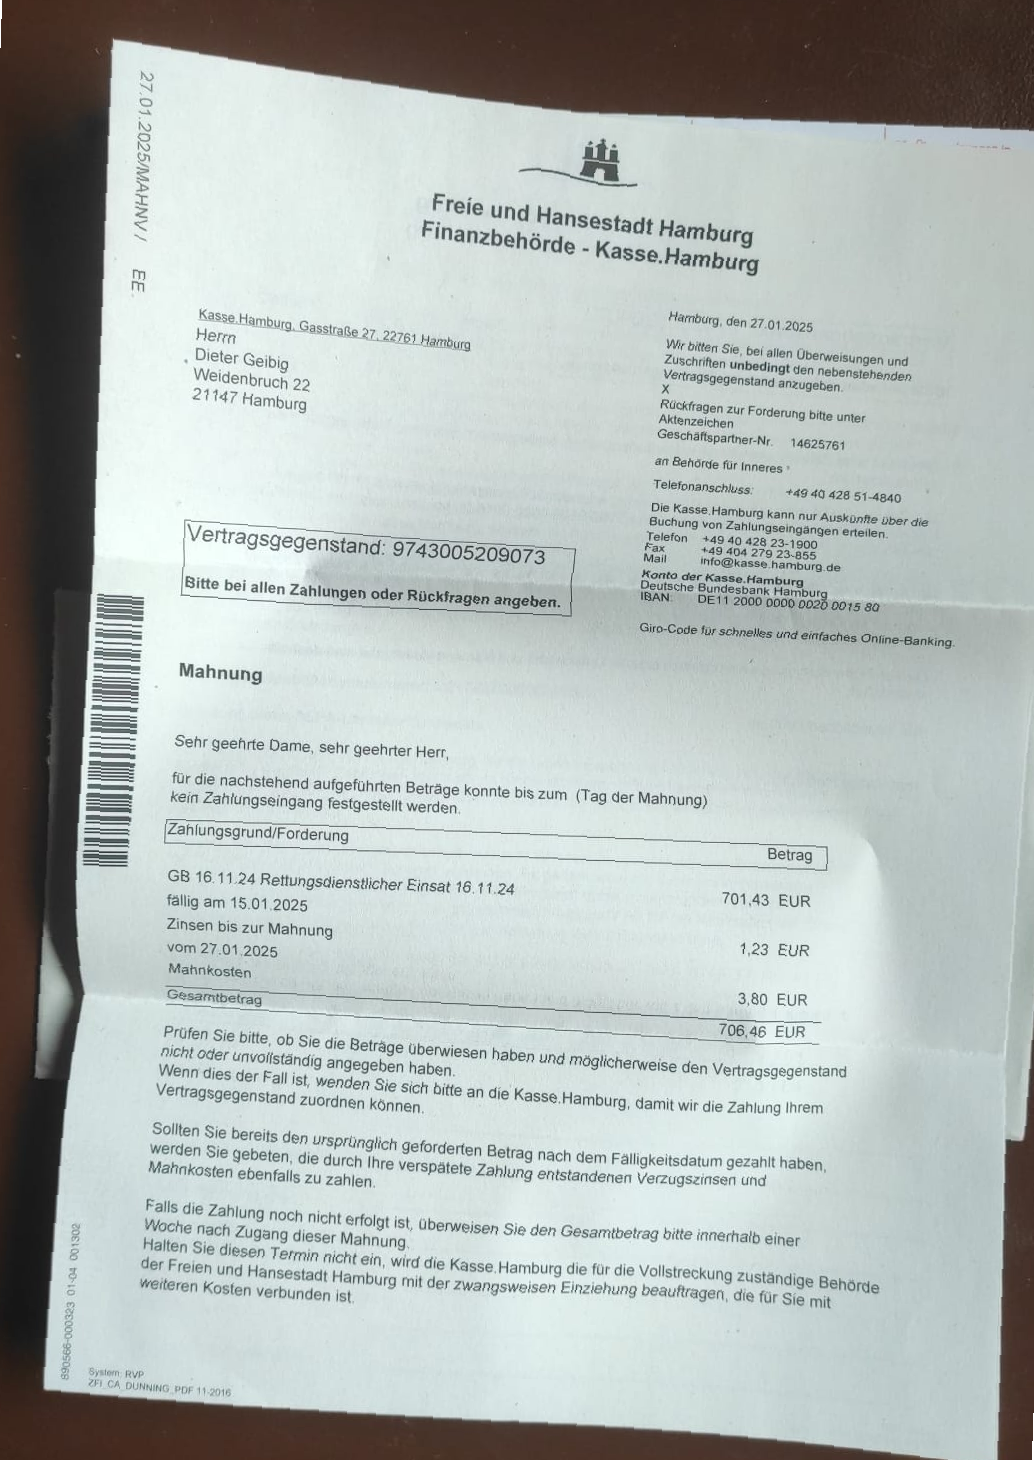 27.01.2025/MAHNV / EE.
Freie und Hansestadt Hamburg
Finanzbehörde - Kasse.Hamburg
Kasse.Hamburg, Gasstraße 27, 22761 Hamburg
Herrn
Dieter Geibig
Weidenbruch 22
21147 Hamburg
Hamburg, den 27.01.2025
Wir bitten Sie, bei allen Überweisungen und
Zuschriften unbedingt den nebenstehenden
Vertragsgegenstand anzugeben.
X
Rückfragen zur Forderung bitte unter
Aktenzeichen
Geschäftspartner-Nr. 14625761
an Behörde für Inneres
Telefonanschluss: +49 40 428 51-4840
Die Kasse.Hamburg kann nur Auskünfte über die
Buchung von Zahlungseingängen erteilen.
Telefon +49 40 428 23-1900
Fax +49 404 279 23-855
Mail info@kasse.hamburg.de
Konto der Kasse.Hamburg
Deutsche Bundesbank Hamburg
IBAN: DE11 2000 0000 0020 0015 80
Giro-Code für schnelles und einfaches Online-Banking.
Vertragsgegenstand: 9743005209073
Bitte bei allen Zahlungen oder Rückfragen angeben.
Mahnung
Sehr geehrte Dame, sehr geehrter Herr,
für die nachstehend aufgeführten Beträge konnte bis zum (Tag der Mahnung)
kein Zahlungseingang festgestellt werden.
Zahlungsgrund/Forderung Betrag
GB 16.11.24 Rettungsdienstlicher Einsat 16.11.24 701,43 EUR
fällig am 15.01.2025
Zinsen bis zur Mahnung 1,23 EUR
vom 27.01.2025
Mahnkosten 3,80 EUR
Gesamtbetrag 706,46 EUR
Prüfen Sie bitte, ob Sie die Beträge überwiesen haben und möglicherweise den Vertragsgegenstand
nicht oder unvollständig angegeben haben.
Wenn dies der Fall ist, wenden Sie sich bitte an die Kasse.Hamburg, damit wir die Zahlung Ihrem
Vertragsgegenstand zuordnen können.
Sollten Sie bereits den ursprünglich geforderten Betrag nach dem Fälligkeitsdatum gezahlt haben,
werden Sie gebeten, die durch Ihre verspätete Zahlung entstandenen Verzugszinsen und
Mahnkosten ebenfalls zu zahlen.
Falls die Zahlung noch nicht erfolgt ist, überweisen Sie den Gesamtbetrag bitte innerhalb einer
Woche nach Zugang dieser Mahnung.
Halten Sie diesen Termin nicht ein, wird die Kasse.Hamburg die für die Vollstreckung zuständige Behörde
der Freien und Hansestadt Hamburg mit der zwangsweisen Einziehung beauftragen, die für Sie mit
weiteren Kosten verbunden ist.
890566-000323 01-04 001302
System: RVP
ZFI_CA_DUNNING_PDF 11-2016